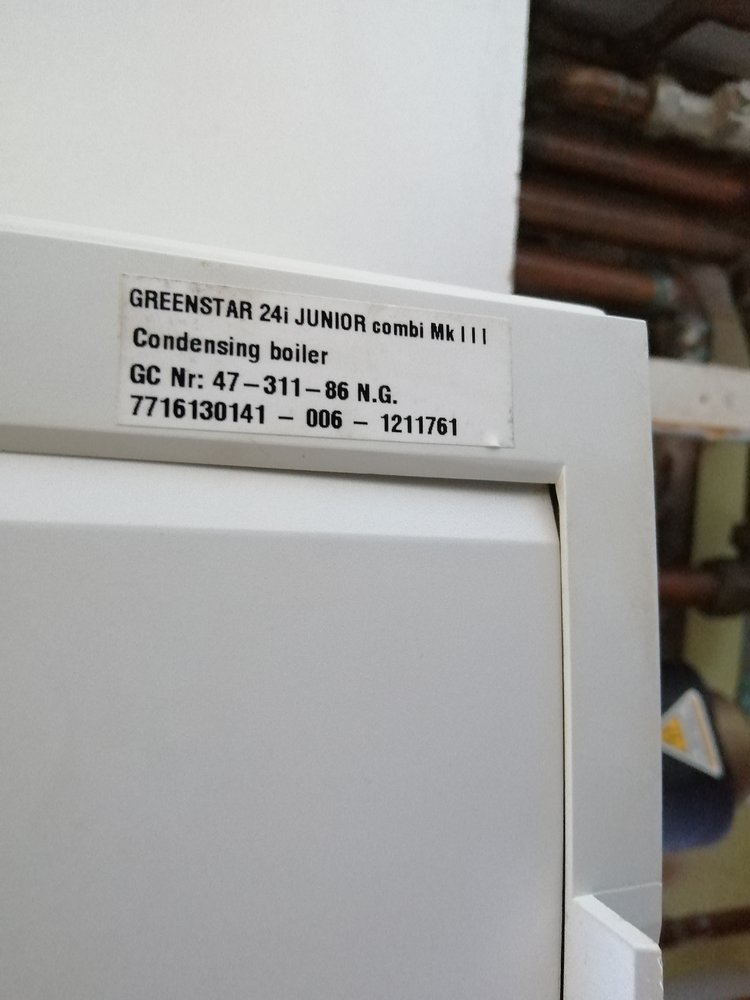 GREENSTAR 24i JUNIOR combi Mk III
Condensing boiler
GC Nr: 47-311-86 N.G.
7716130141 - 006 - 1211761